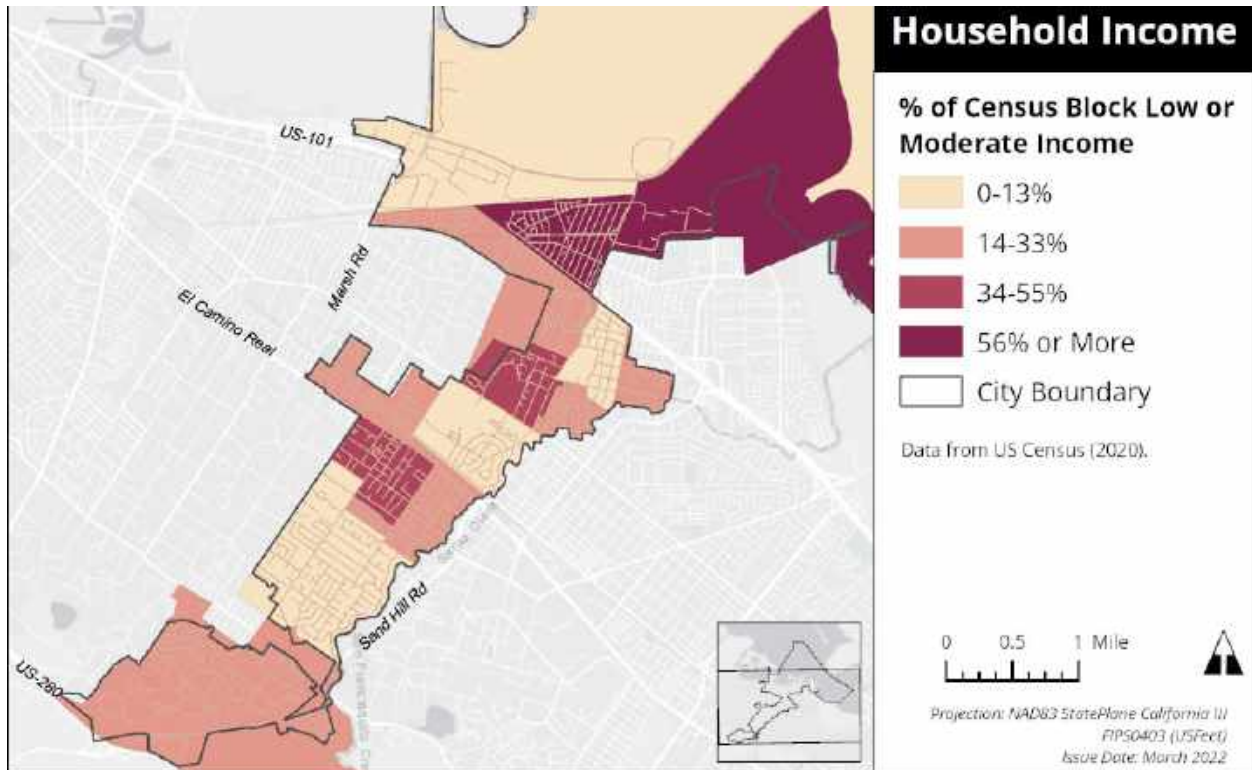 Household Income
% of Census Block Low or
Moderate Income
0-13%
14-33%
34-55%
56% or More
City Boundary
Data from US Census (2020).
0 0.5 1 Mile
Projection: NAD83 StatePlane California III
FIPS0403 (USFeet)
Issue Date: March 2022
US-101
Marsh Rd
El Camino Real
Sand Hill Rd
US-280